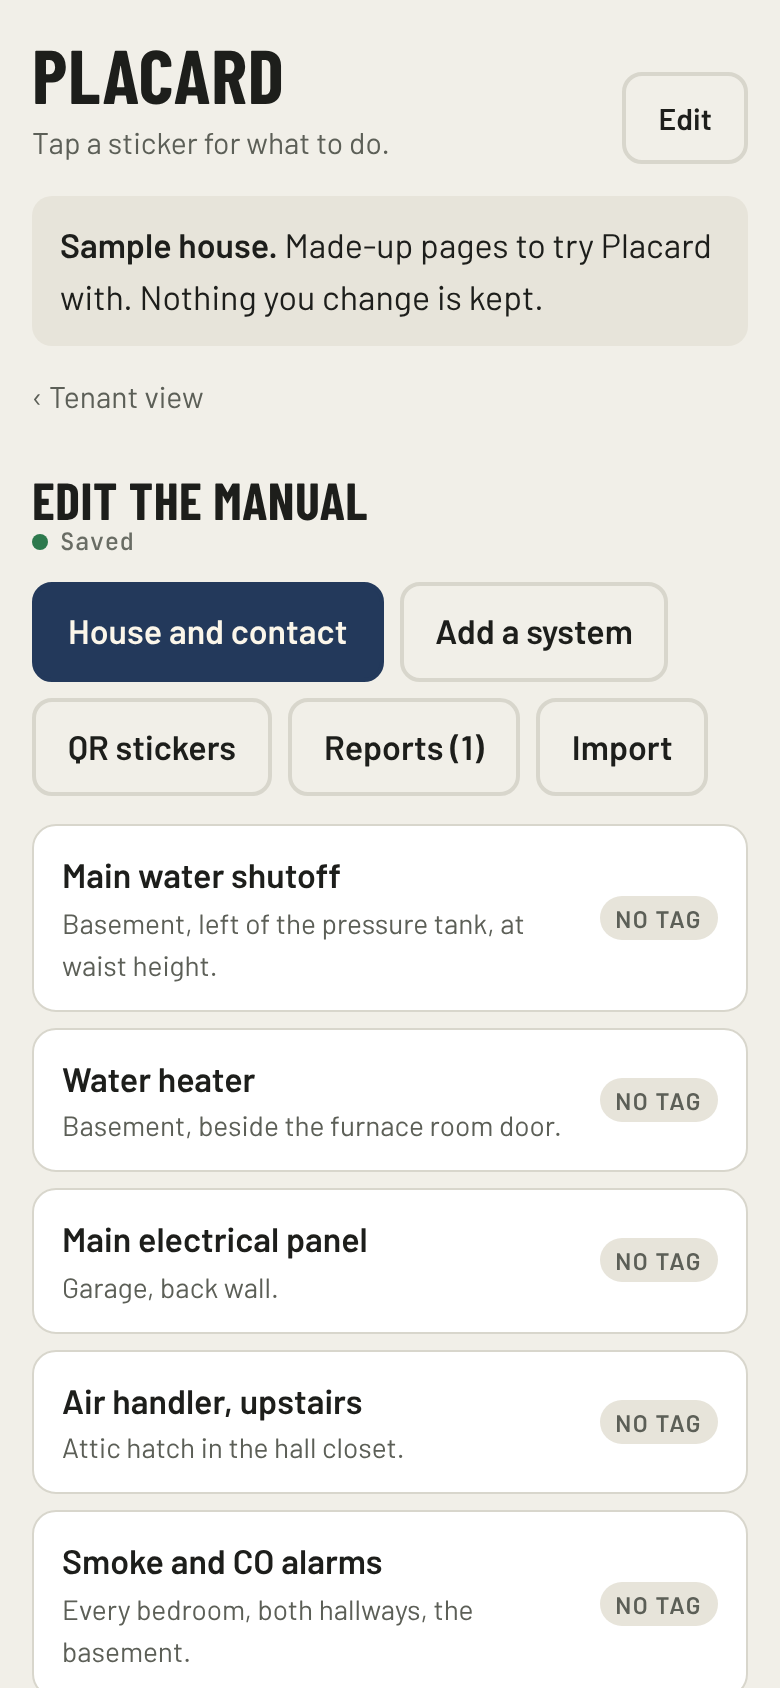 PLACARD
Tap a sticker for what to do.
Edit
Sample house. Made-up pages to try Placard
with. Nothing you change is kept.
‹ Tenant view
EDIT THE MANUAL
Saved
House and contact
Add a system
QR stickers
Reports (1)
Import
Main water shutoff
Basement, left of the pressure tank, at
waist height.
NO TAG
Water heater
Basement, beside the furnace room door.
NO TAG
Main electrical panel
Garage, back wall.
NO TAG
Air handler, upstairs
Attic hatch in the hall closet.
NO TAG
Smoke and CO alarms
Every bedroom, both hallways, the
basement.
NO TAG